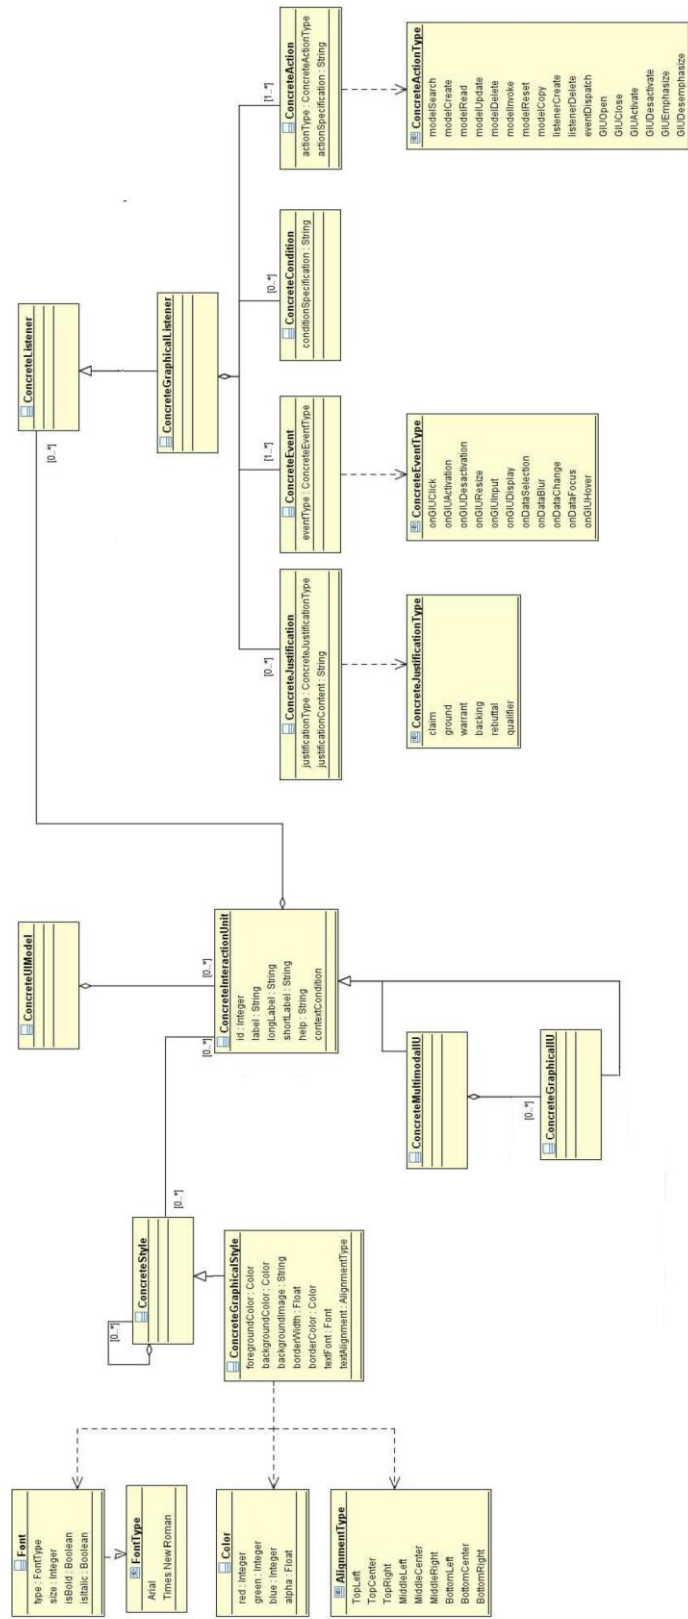 Font
type : FontType
size : Integer
isBold : Boolean
isItalic : Boolean
FontType
Arial
Times New Roman
Color
red : Integer
green : Integer
blue : Integer
alpha : Float
AlignmentType
TopLeft
TopCenter
TopRight
MiddleLeft
MiddleCenter
MiddleRight
BottomLeft
BottomCenter
BottomRight
[0..*]
ConcreteStyle
[0..*]
ConcreteGraphicalStyle
foregroundColor : Color
backgroundColor : Color
backgroundImage : String
borderWidth : Float
borderColor : Color
textFont : Font
textAlignment : AlignmentType
ConcreteUIModel
[0..*]
[0..*]
ConcreteInteractionUnit
id : Integer
label : String
longLabel : String
shortLabel : String
help : String
contextCondition
ConcreteMultimodalIU
[0..*]
ConcreteGraphicalIU
ConcreteListener
[0..*]
ConcreteGraphicalListener
[0..*]
ConcreteJustification
justificationType : ConcreteJustificationType
justificationContent : String
ConcreteJustificationType
claim
ground
warrant
backing
rebuttal
qualifier
[1..*]
ConcreteEvent
eventType : ConcreteEventType
ConcreteEventType
onGIUClick
onGIUActivation
onGIUDesactivation
onGIUResize
onGIUInput
onGIUDisplay
onDataSelection
onDataBlur
onDataChange
onDataFocus
onGIUHover
[0..*]
ConcreteCondition
conditionSpecification : String
[1..*]
ConcreteAction
actionType : ConcreteActionType
actionSpecification : String
ConcreteActionType
modelSearch
modelCreate
modelRead
modelUpdate
modelDelete
modelInvoke
modelReset
modelCopy
listenerCreate
listenerDelete
eventDispatch
GIUOpen
GIUClose
GIUActivate
GIUDesactivate
GIUEmphasize
GIUDesemphasize